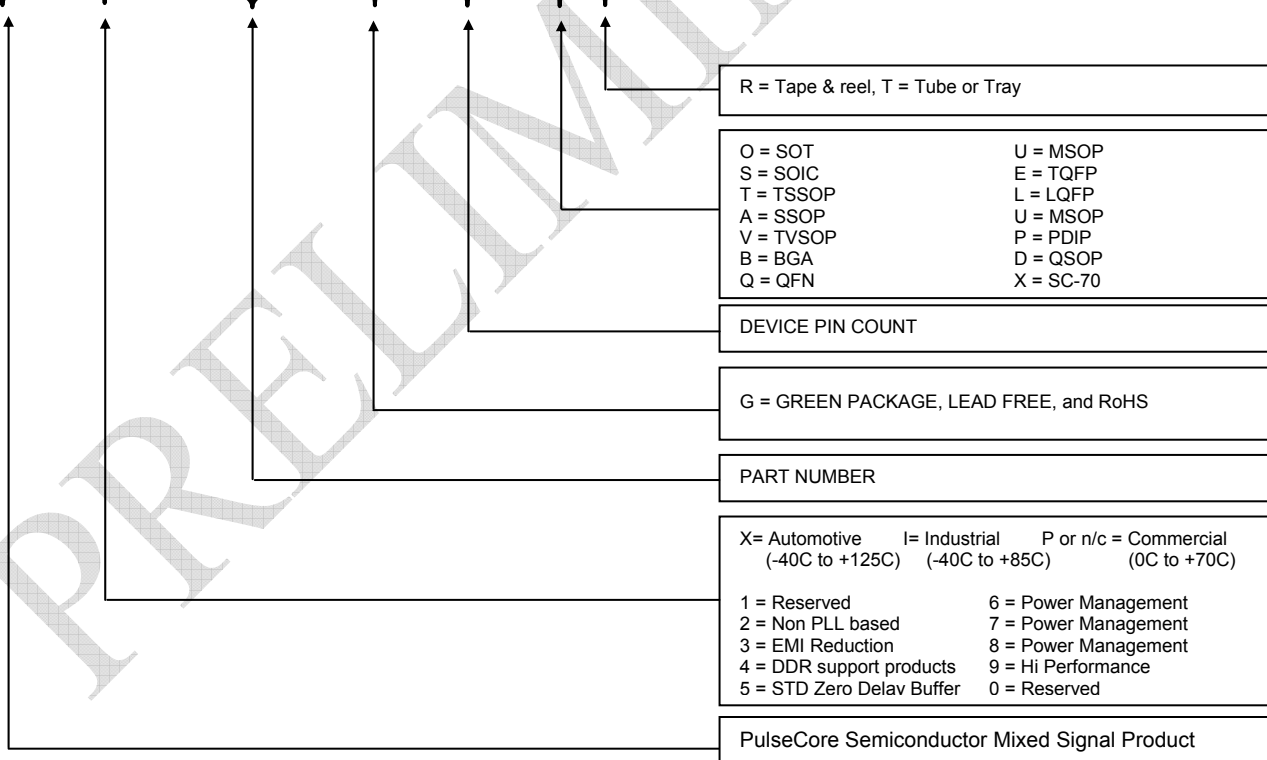 R = Tape & reel, T = Tube or Tray
O = SOT U = MSOP
S = SOIC E = TQFP
T = TSSOP L = LQFP
A = SSOP U = MSOP
V = TVSOP P = PDIP
B = BGA D = QSOP
Q = QFN X = SC-70
DEVICE PIN COUNT
G = GREEN PACKAGE, LEAD FREE, and RoHS
PART NUMBER
X= Automotive I= Industrial P or n/c = Commercial
(-40C to +125C) (-40C to +85C) (0C to +70C)
1 = Reserved 6 = Power Management
2 = Non PLL based 7 = Power Management
3 = EMI Reduction 8 = Power Management
4 = DDR support products 9 = Hi Performance
5 = STD Zero Delay Buffer 0 = Reserved
PulseCore Semiconductor Mixed Signal Product
PRELIMI